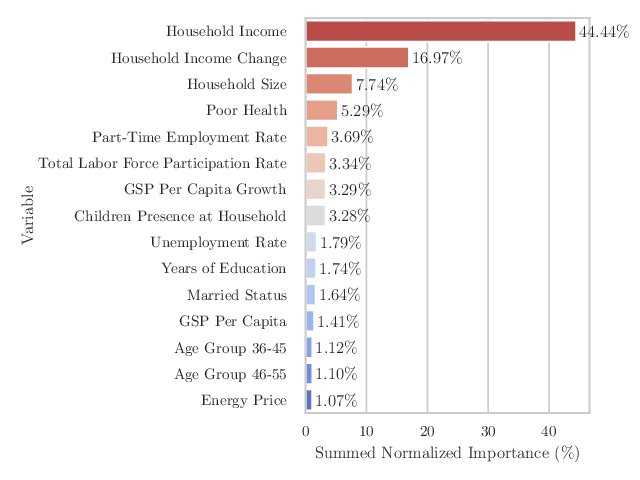 Household Income 44.44%
Household Income Change 16.97%
Household Size 7.74%
Poor Health 5.29%
Part-Time Employment Rate 3.69%
Total Labor Force Participation Rate 3.34%
GSP Per Capita Growth 3.29%
Children Presence at Household 3.28%
Unemployment Rate 1.79%
Years of Education 1.74%
Married Status 1.64%
GSP Per Capita 1.41%
Age Group 36-45 1.12%
Age Group 46-55 1.10%
Energy Price 1.07%
Variable
0 10 20 30 40
Summed Normalized Importance (%)